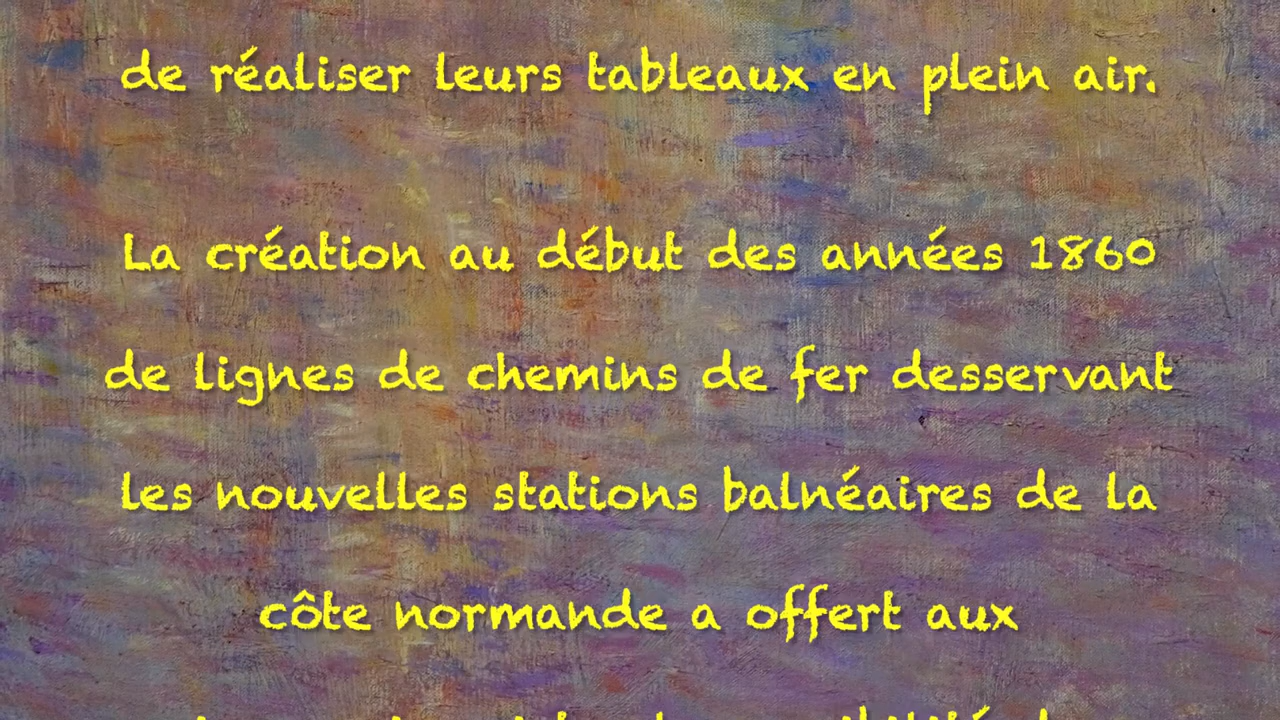 de réaliser leurs tableaux en plein air.
La création au début des années 1860
de lignes de chemins de fer desservant
les nouvelles stations balnéaires de la
côte normande a offert aux